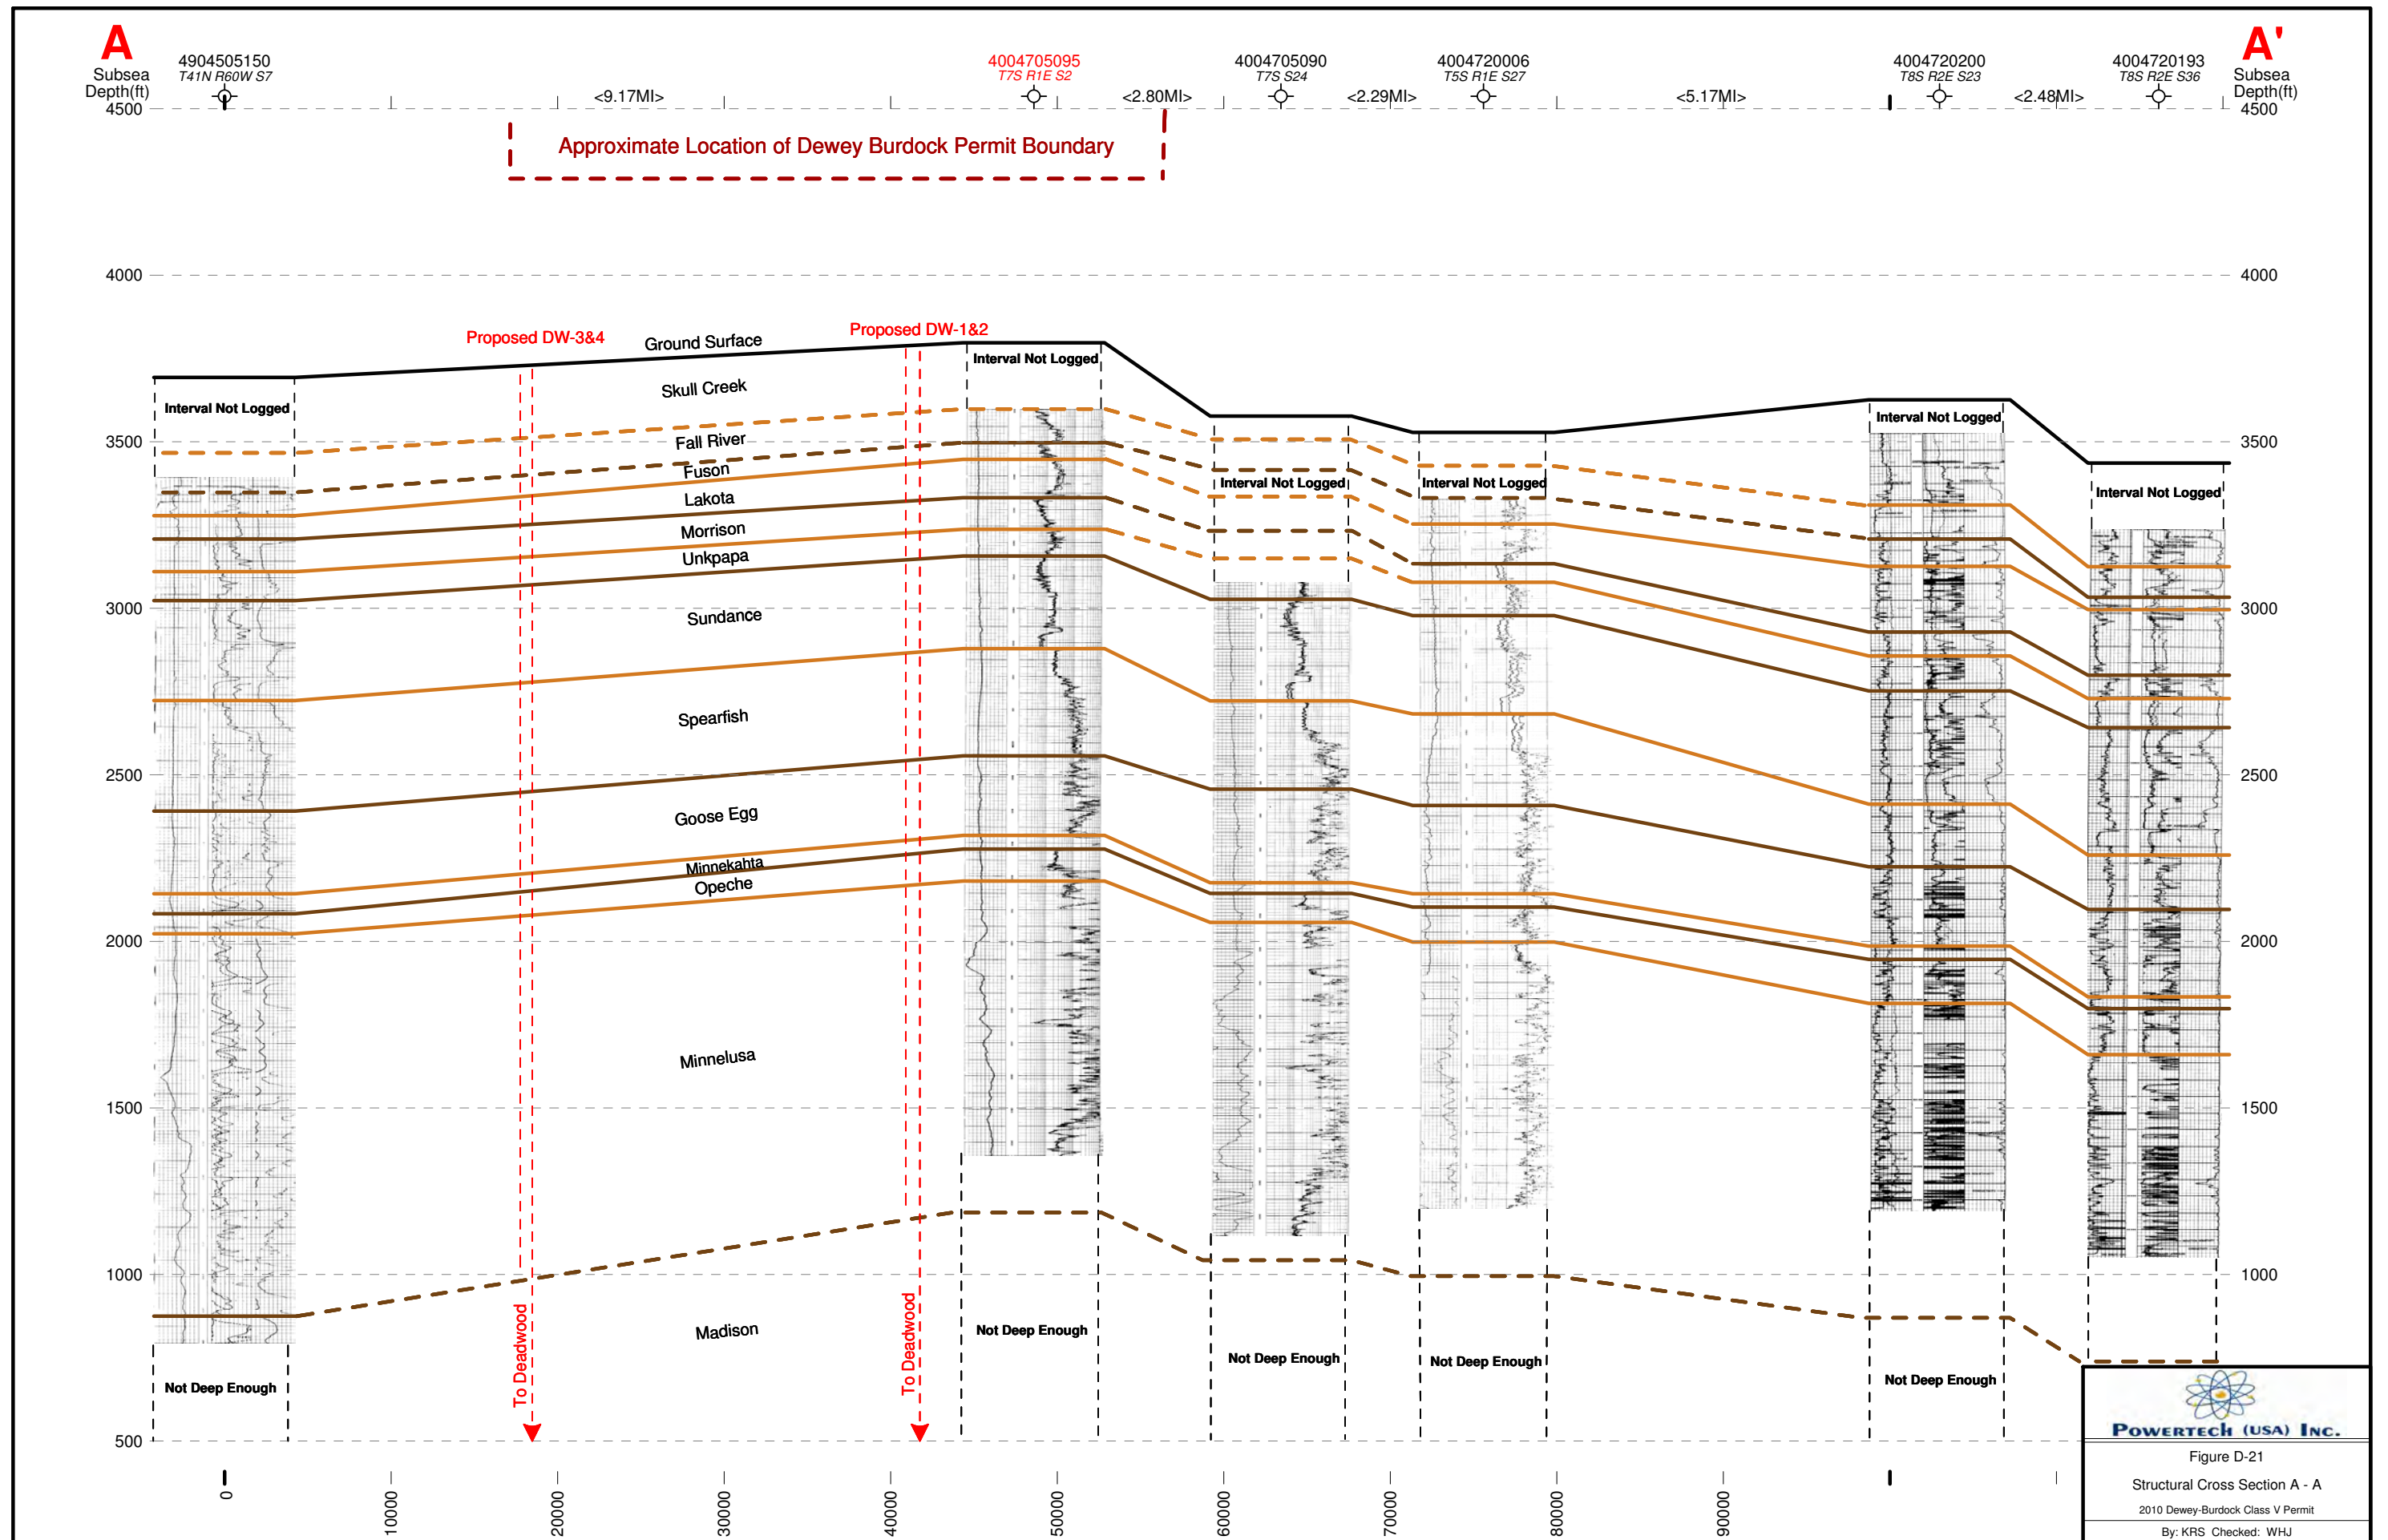 A
A'
4904505150
4004705095
4004705090
4004720006
4004720200
4004720193
T41N R60W S7
T7S R1E S2
T7S S24
T5S R1E S27
T8S R2E S23
T8S R2E S36
Subsea
Depth(ft)
Subsea
Depth(ft)
<9.17MI>
<2.80MI>
<2.29MI>
<5.17MI>
<2.48MI>
4500
4500
Approximate Location of Dewey Burdock Permit Boundary
4000
4000
Proposed DW-3&4
Proposed DW-1&2
Ground Surface
Interval Not Logged
Skull Creek
Interval Not Logged
Interval Not Logged
3500
Fall River
3500
Fuson
Interval Not Logged
Interval Not Logged
Interval Not Logged
Lakota
Morrison
Unkpapa
3000
Sundance
3000
Spearfish
2500
2500
Goose Egg
Minnekahta
Opeche
2000
2000
Minnelusa
1500
1500
1000
1000
To Deadwood
To Deadwood
Madison
Not Deep Enough
Not Deep Enough
Not Deep Enough
Not Deep Enough
Not Deep Enough
500
POWERTECH (USA) INC.
Figure D-21
Structural Cross Section A - A
2010 Dewey-Burdock Class V Permit
By: KRS Checked: WHJ
0
10000
20000
30000
40000
50000
60000
70000
80000
90000